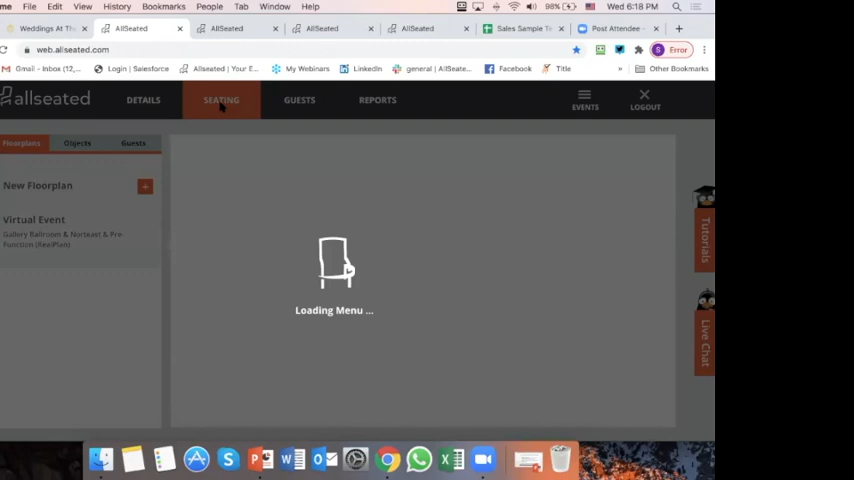 File Edit View History Bookmarks People Tab Window Help 98% Wed 6:18 PM
Weddings At Th AllSeated AllSeated AllSeated AllSeated Sales Sample Te Post Attendee -
web.allseated.com S Error
Gmail - Inbox (12,... Login | Salesforce Allseated | Your E... My Webinars LinkedIn general | AllSeate... Facebook Title » Other Bookmarks
allseated DETAILS SEATING GUESTS REPORTS EVENTS LOGOUT
Floorplans Objects Guests
New Floorplan +
Virtual Event
Gallery Railroom & Norteast & Pre-
Function (RealPlan)
Loading Menu ...
Tutorials
Live Chat